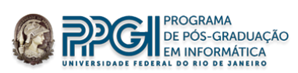 PPGI
PROGRAMA
DE PÓS-GRADUAÇÃO
EM INFORMÁTICA
UNIVERSIDADE FEDERAL DO RIO DE JANEIRO